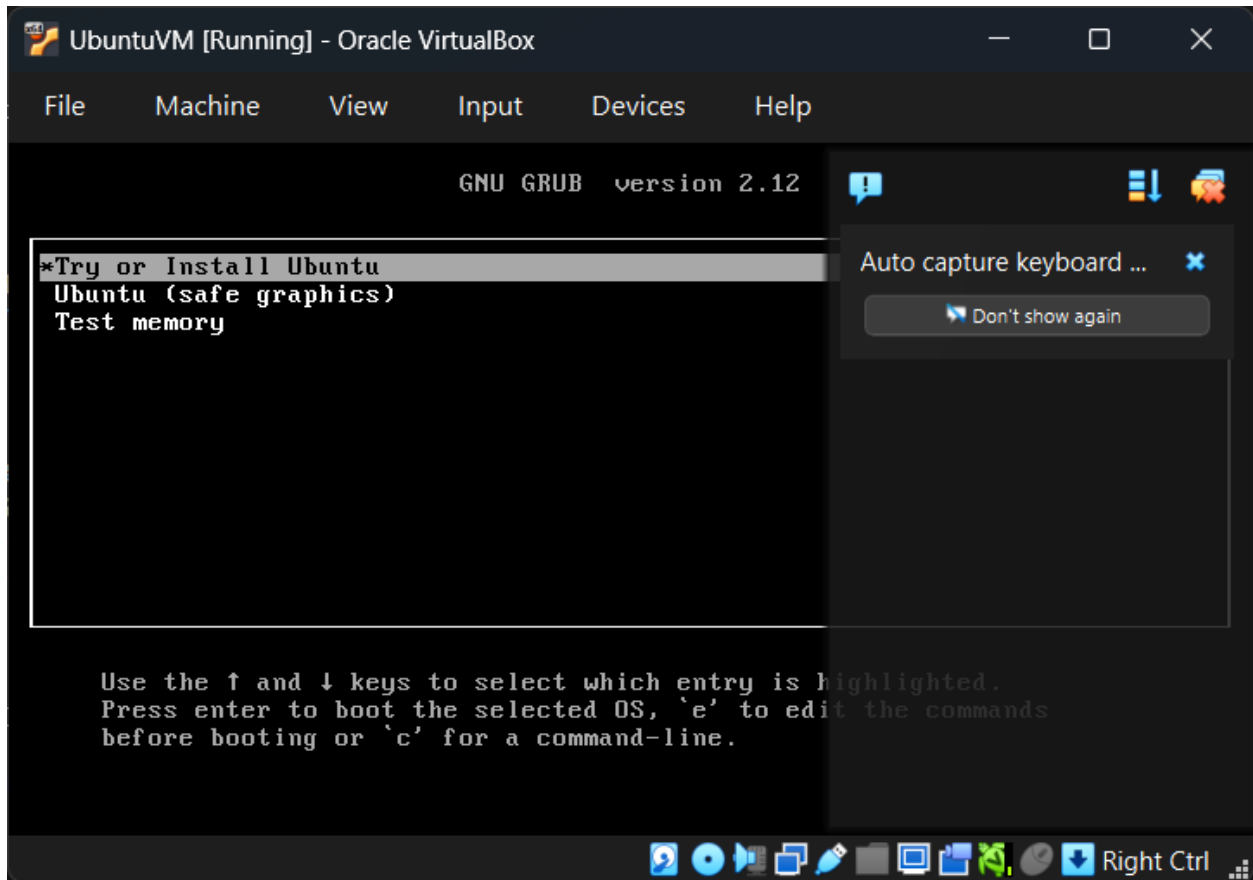 UbuntuVM [Running] - Oracle VirtualBox
File Machine View Input Devices Help
GNU GRUB version 2.12
*Try or Install Ubuntu
Ubuntu (safe graphics)
Test memory
Auto capture keyboard ...
Don't show again
Use the ↑ and ↓ keys to select which entry is highlighted.
Press enter to boot the selected OS, `e' to edit the commands
before booting or `c' for a command-line.
Right Ctrl